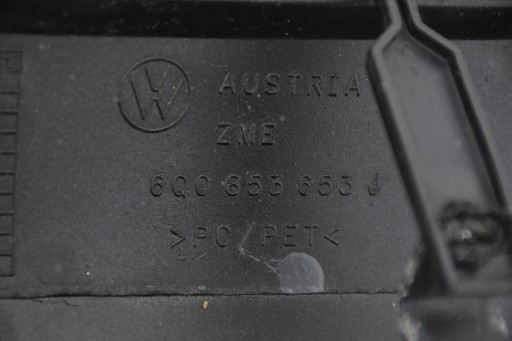 AUSTRIA
ZME
6Q0 853 653 J
>PC/PET<